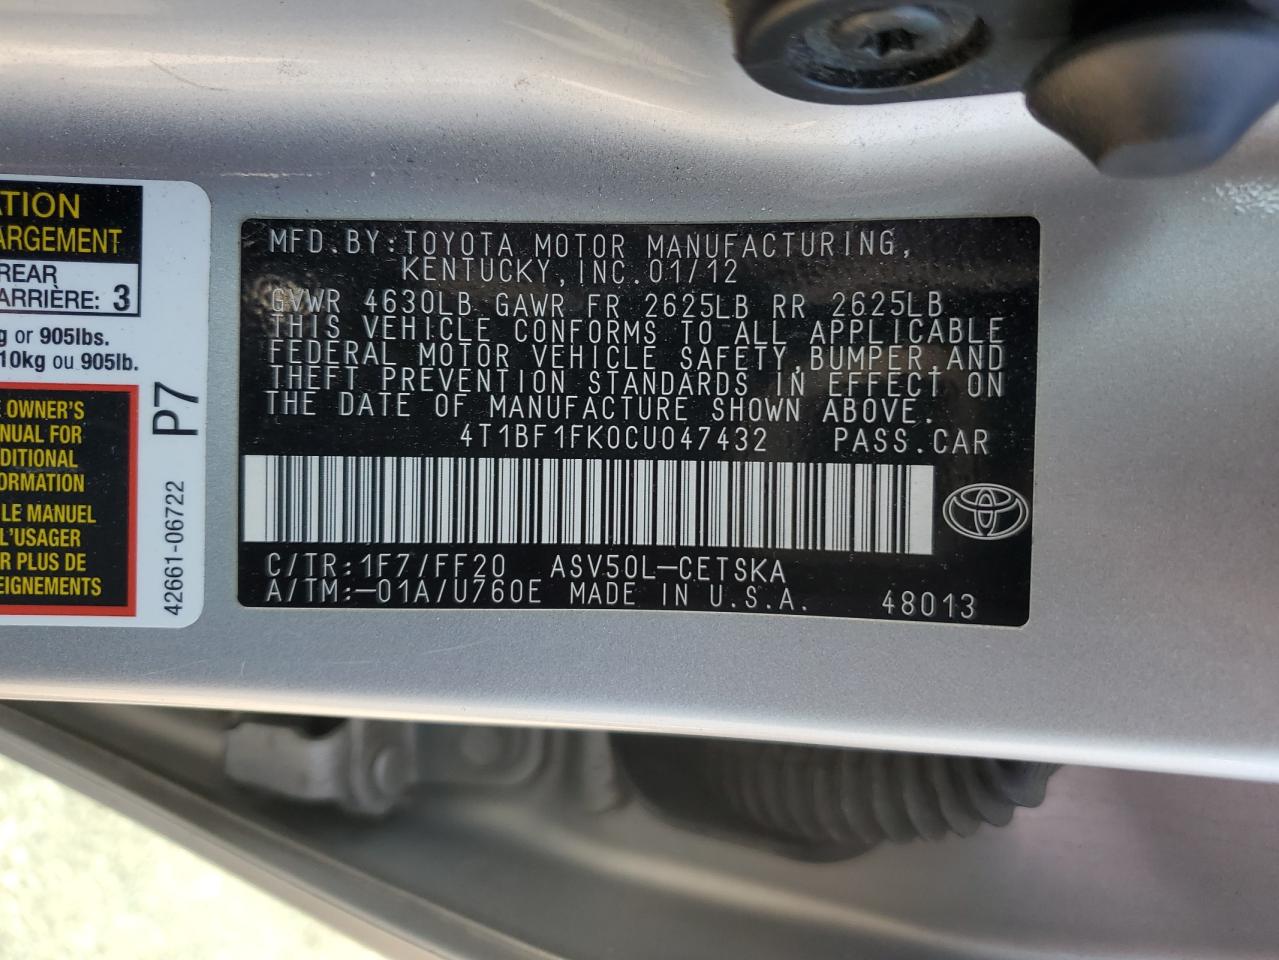 ATION
ARGEMENT
REAR
ARRIÈRE: 3
g or 905lbs.
10kg ou 905lb.
E OWNER'S
NUAL FOR
DITIONAL
ORMATION
LE MANUEL
L'USAGER
R PLUS DE
EIGNEMENTS
P7
42661-06722
MFD.BY:TOYOTA MOTOR MANUFACTURING,
KENTUCKY,INC.01/12
GVWR 4630LB GAWR FR 2625LB RR 2625LB
THIS VEHICLE CONFORMS TO ALL APPLICABLE
FEDERAL MOTOR VEHICLE SAFETY,BUMPER,AND
THEFT PREVENTION STANDARDS IN EFFECT ON
THE DATE OF MANUFACTURE SHOWN ABOVE.
4T1BF1FK0CU047432 PASS.CAR
C/TR:1F7/FF20 ASV50L-CETSKA
A/TM:-01A/U760E MADE IN U.S.A. 48013